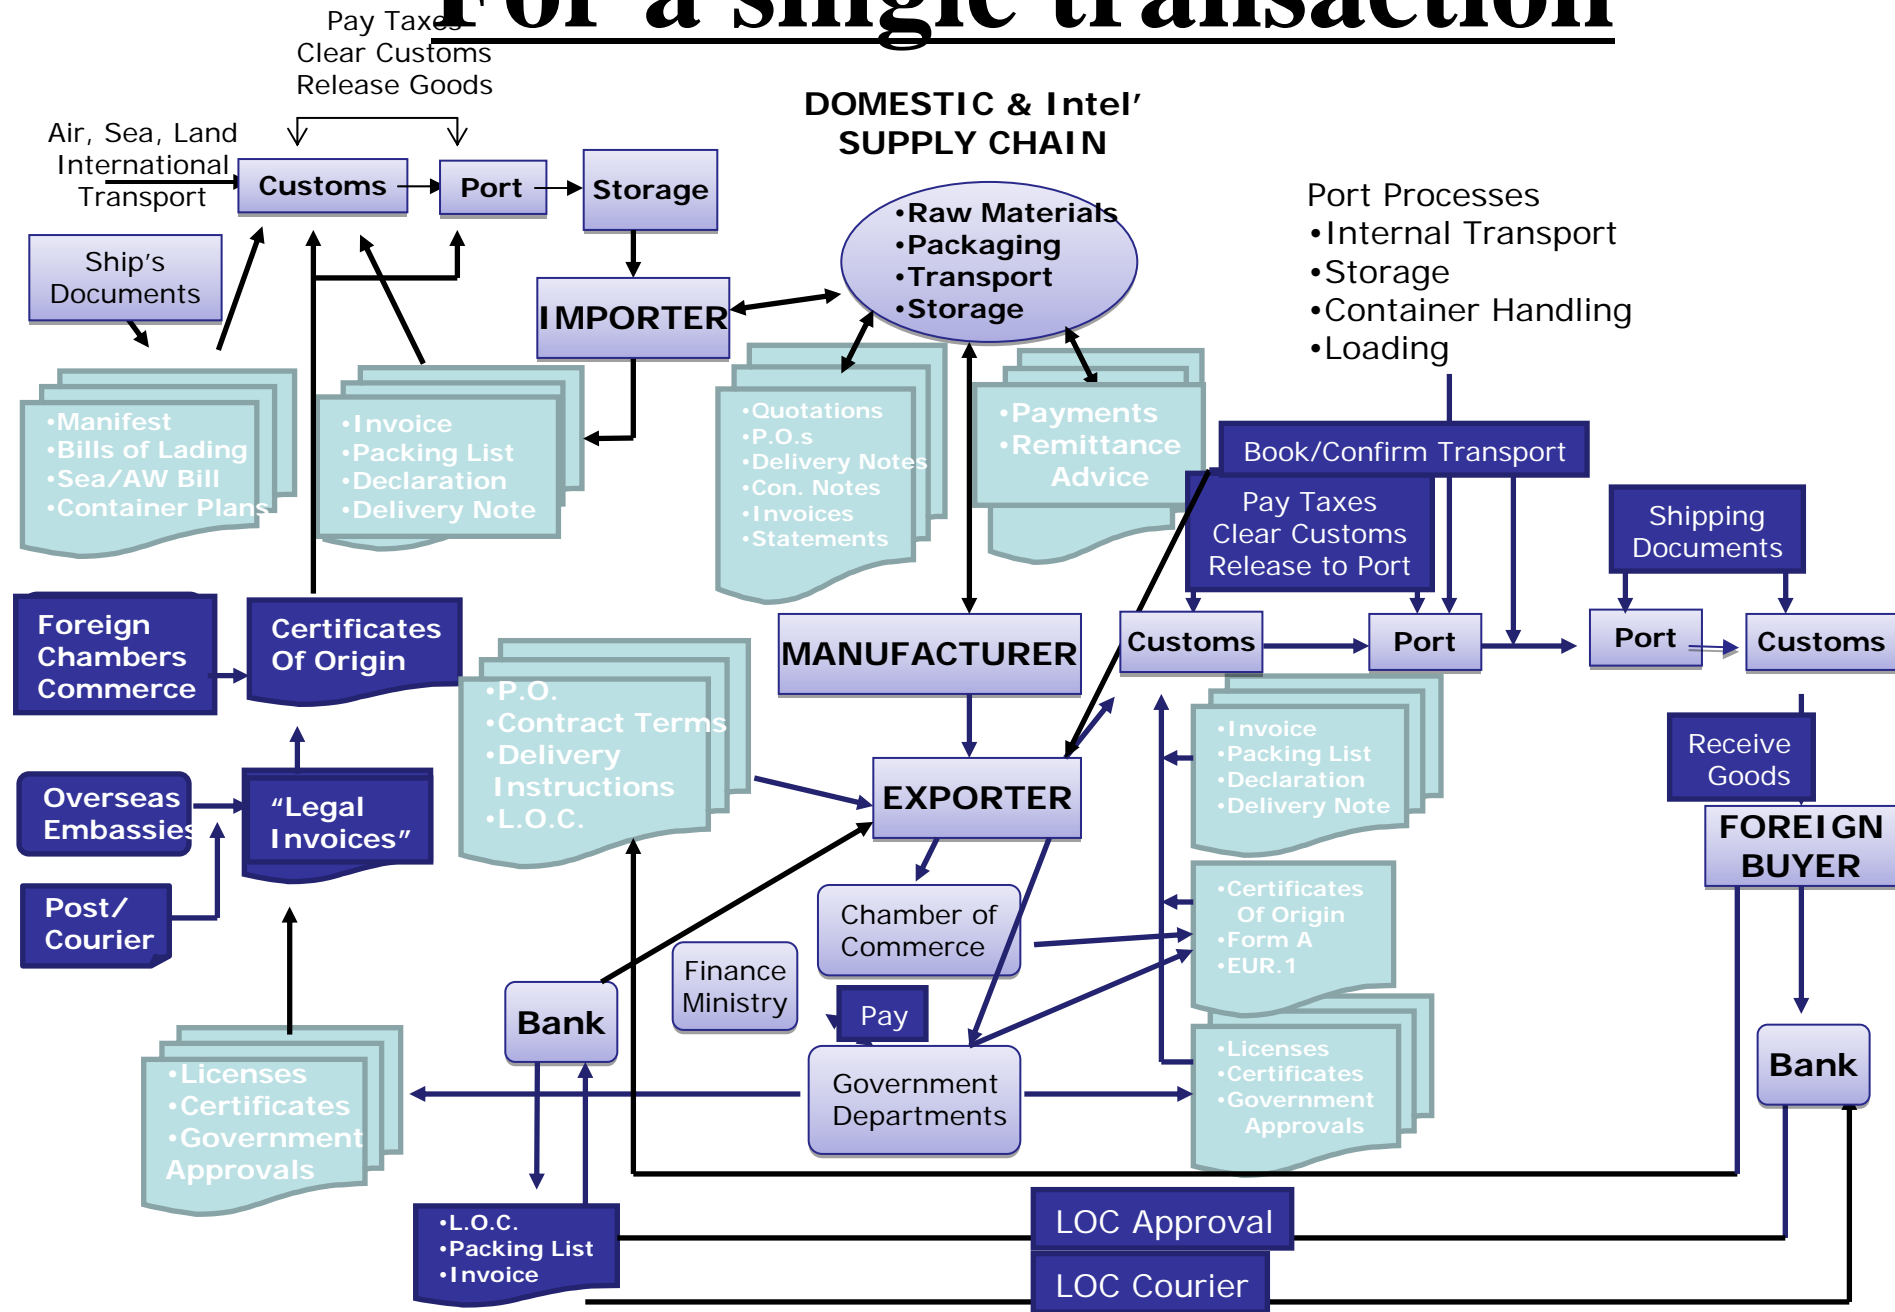 For a single transaction
Pay Taxes
Clear Customs
Release Goods
DOMESTIC & Intel'
SUPPLY CHAIN
Air, Sea, Land
International
Transport
Customs
Port
Storage
•Raw Materials
•Packaging
•Transport
•Storage
Port Processes
•Internal Transport
•Storage
•Container Handling
•Loading
Ship's
Documents
IMPORTER
•Manifest
•Bills of Lading
•Sea/AW Bill
•Container Plans
•Invoice
•Packing List
•Declaration
•Delivery Note
•Quotations
•P.O.s
•Delivery Notes
•Con. Notes
•Invoices
•Statements
•Payments
•Remittance
Advice
Book/Confirm Transport
Pay Taxes
Clear Customs
Release to Port
Shipping
Documents
Foreign
Chambers
Commerce
Certificates
Of Origin
MANUFACTURER
Customs
Port
Port
Customs
•P.O.
•Contract Terms
•Delivery
Instructions
•L.O.C.
•Invoice
•Packing List
•Declaration
•Delivery Note
Receive
Goods
Overseas
Embassies
“Legal
Invoices”
EXPORTER
FOREIGN
BUYER
Post/
Courier
Chamber of
Commerce
•Certificates
Of Origin
•Form A
•EUR.1
Finance
Ministry
Bank
Pay
Government
Departments
•Licenses
•Certificates
•Government
Approvals
Bank
•Licenses
•Certificates
•Government
Approvals
•L.O.C.
•Packing List
•Invoice
LOC Approval
LOC Courier